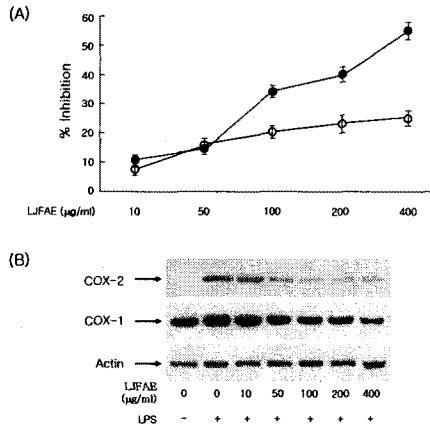 (A)
60
50
40
30
20
10
0
% Inhibition
LJFAE (μg/ml) 10 50 100 200 400
(B)
COX-2
COX-1
Actin
LJFAE (μg/ml) 0 0 10 50 100 200 400
LPS - + + + + + +